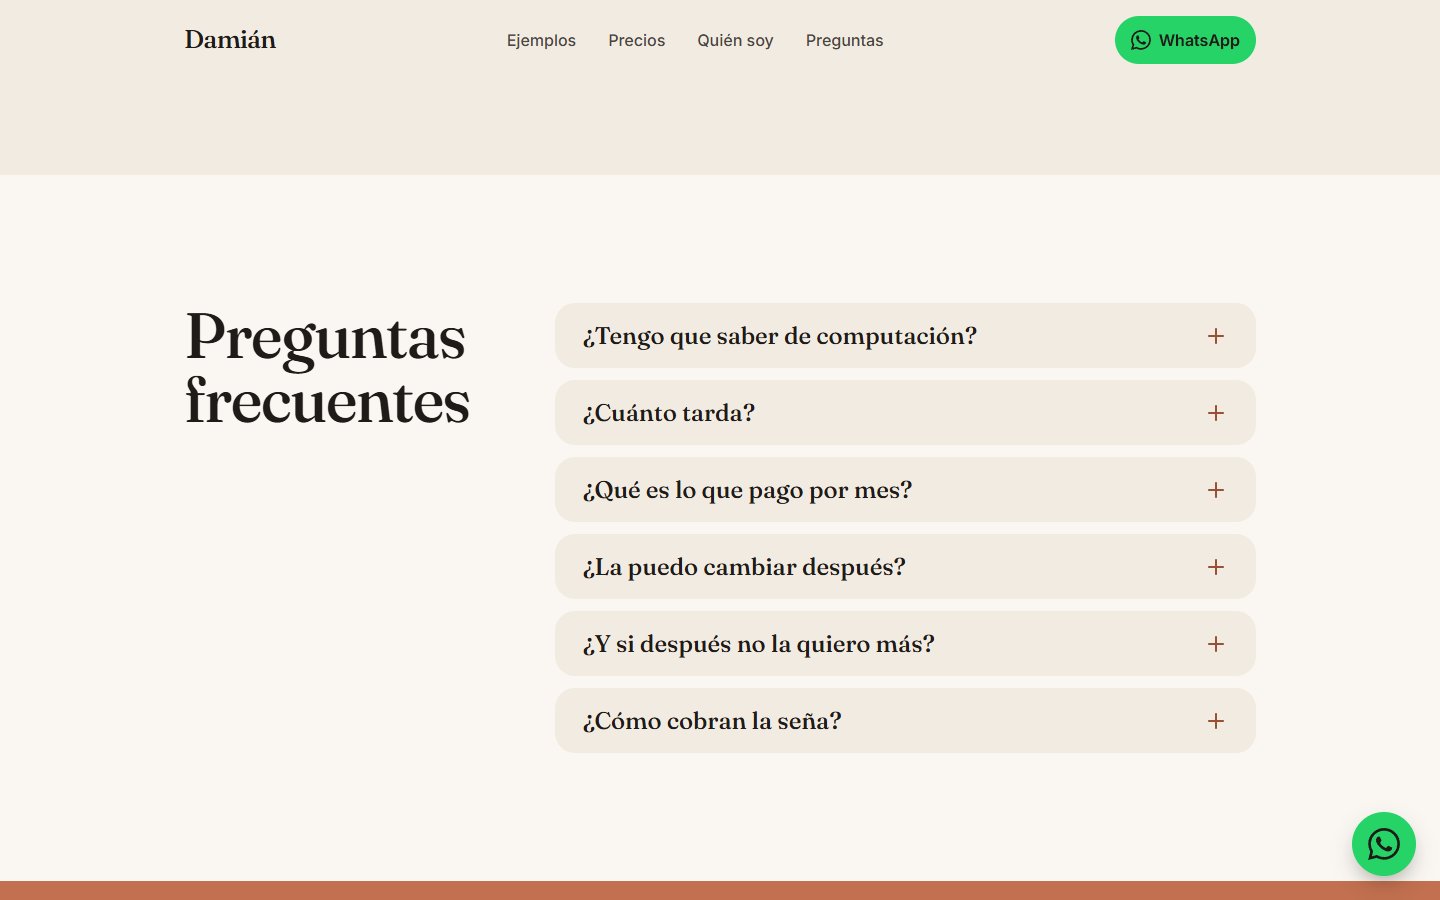 Damián
Ejemplos
Precios
Quién soy
Preguntas
WhatsApp
Preguntas
frecuentes
¿Tengo que saber de computación?
¿Cuánto tarda?
¿Qué es lo que pago por mes?
¿La puedo cambiar después?
¿Y si después no la quiero más?
¿Cómo cobran la seña?